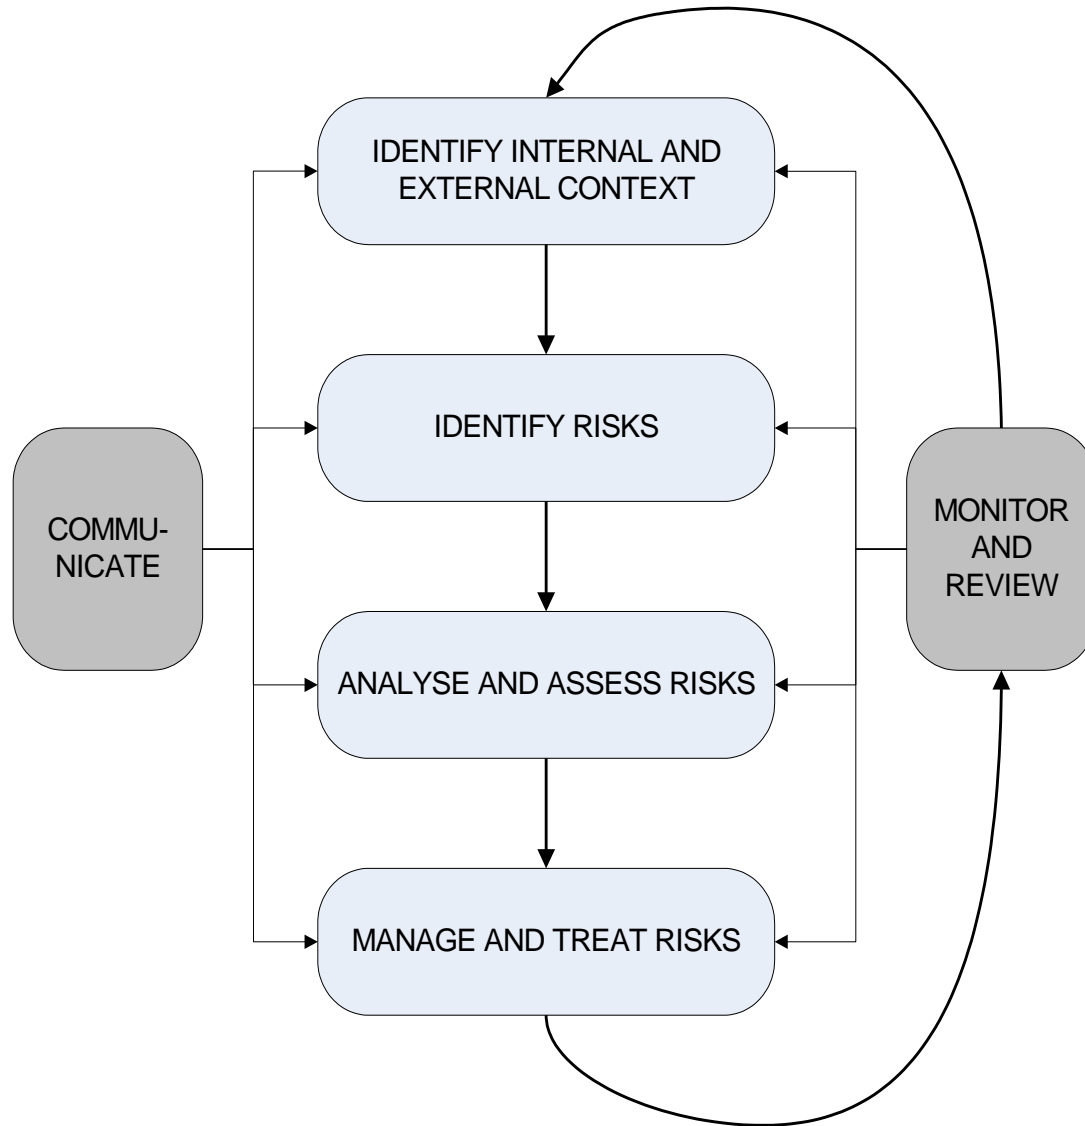 IDENTIFY INTERNAL AND
EXTERNAL CONTEXT
IDENTIFY RISKS
COMMU-
NICATE
MONITOR
AND
REVIEW
ANALYSE AND ASSESS RISKS
MANAGE AND TREAT RISKS